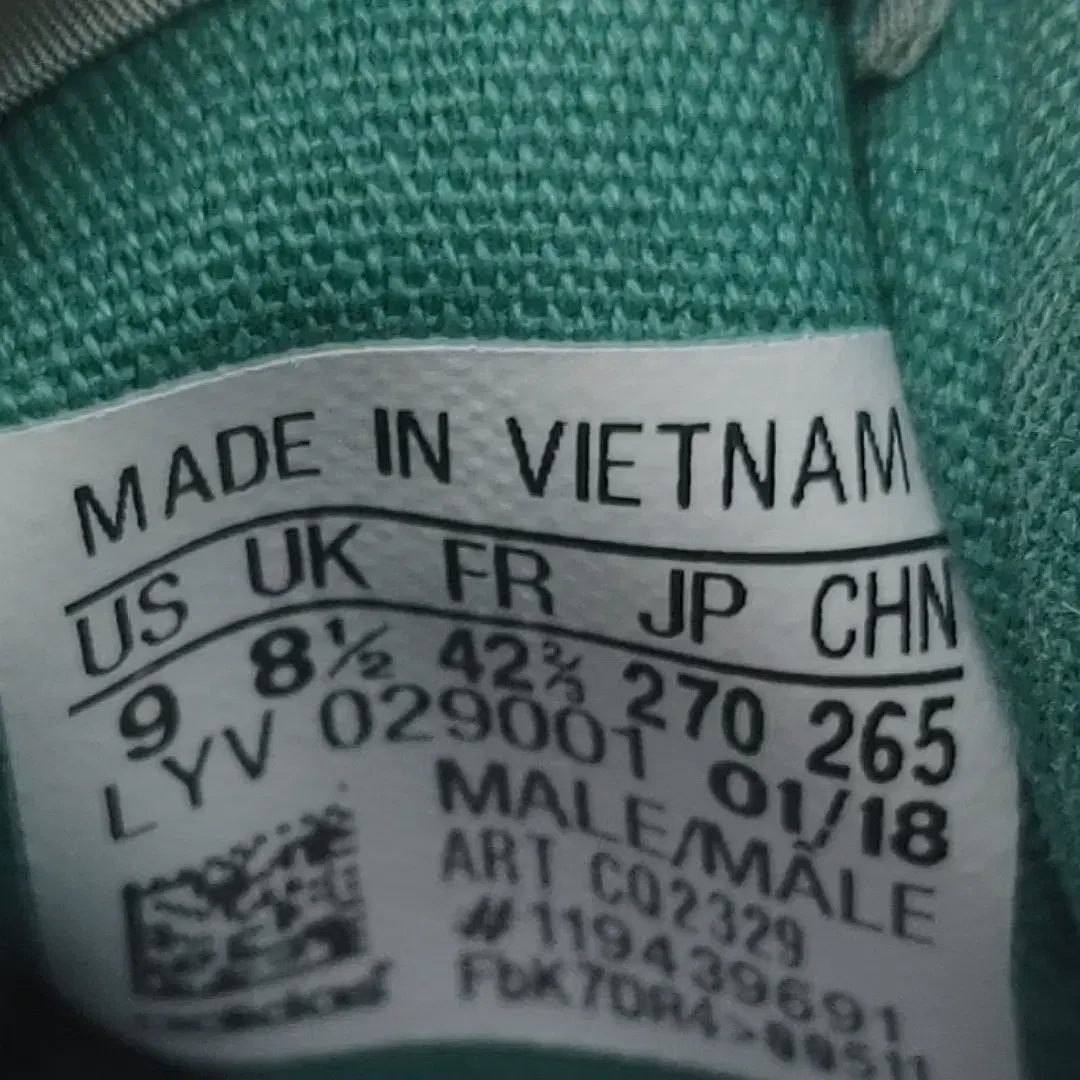 MADE IN VIETNAM
US UK FR JP CHN
9 8½ 42⅔ 270 265
LYV 029001 01/18
MALE/MÂLE
ART CQ2329
#119439691